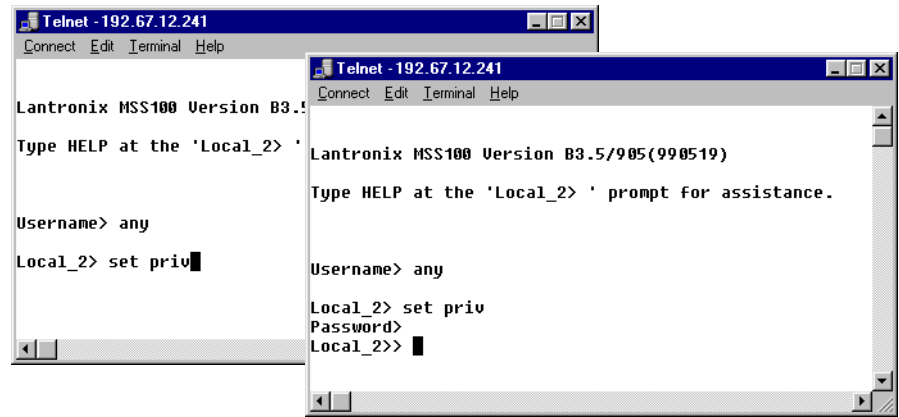 Telnet - 192.67.12.241
Connect Edit Terminal Help
Lantronix MSS100 Version B3.5
Type HELP at the 'Local_2> '
Username> any
Local_2> set priv
Telnet - 192.67.12.241
Connect Edit Terminal Help
Lantronix MSS100 Version B3.5/905(990519)
Type HELP at the 'Local_2> ' prompt for assistance.
Username> any
Local_2> set priv
Password>
Local_2>>